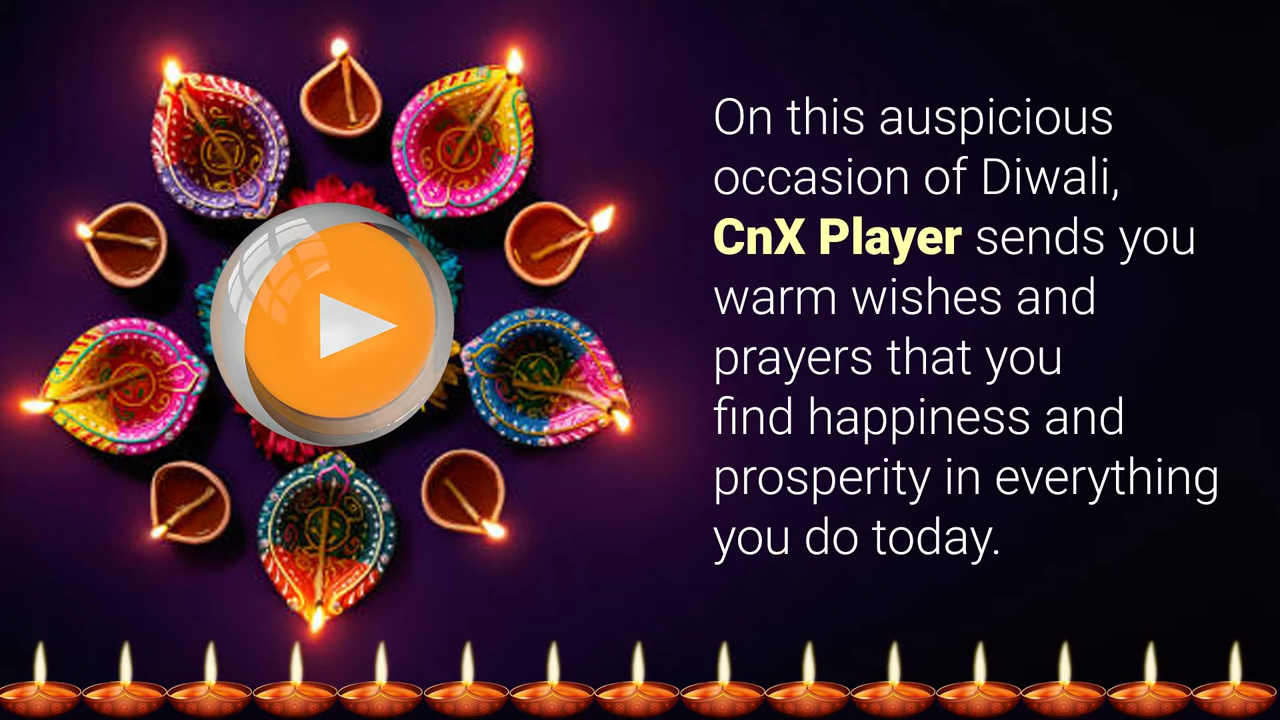 On this auspicious
occasion of Diwali,
CnX Player sends you
warm wishes and
prayers that you
find happiness and
prosperity in everything
you do today.